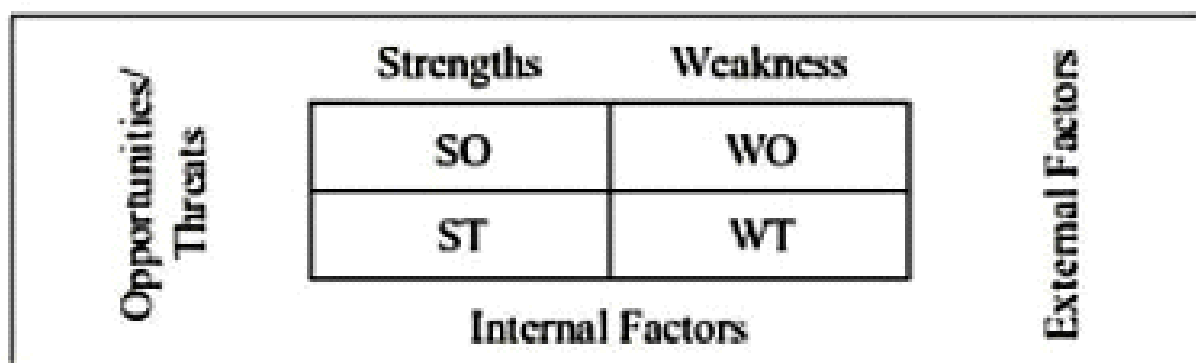 Strengths Weakness
Opportunities/
Threats
SO WO
ST WT
External Factors
Internal Factors